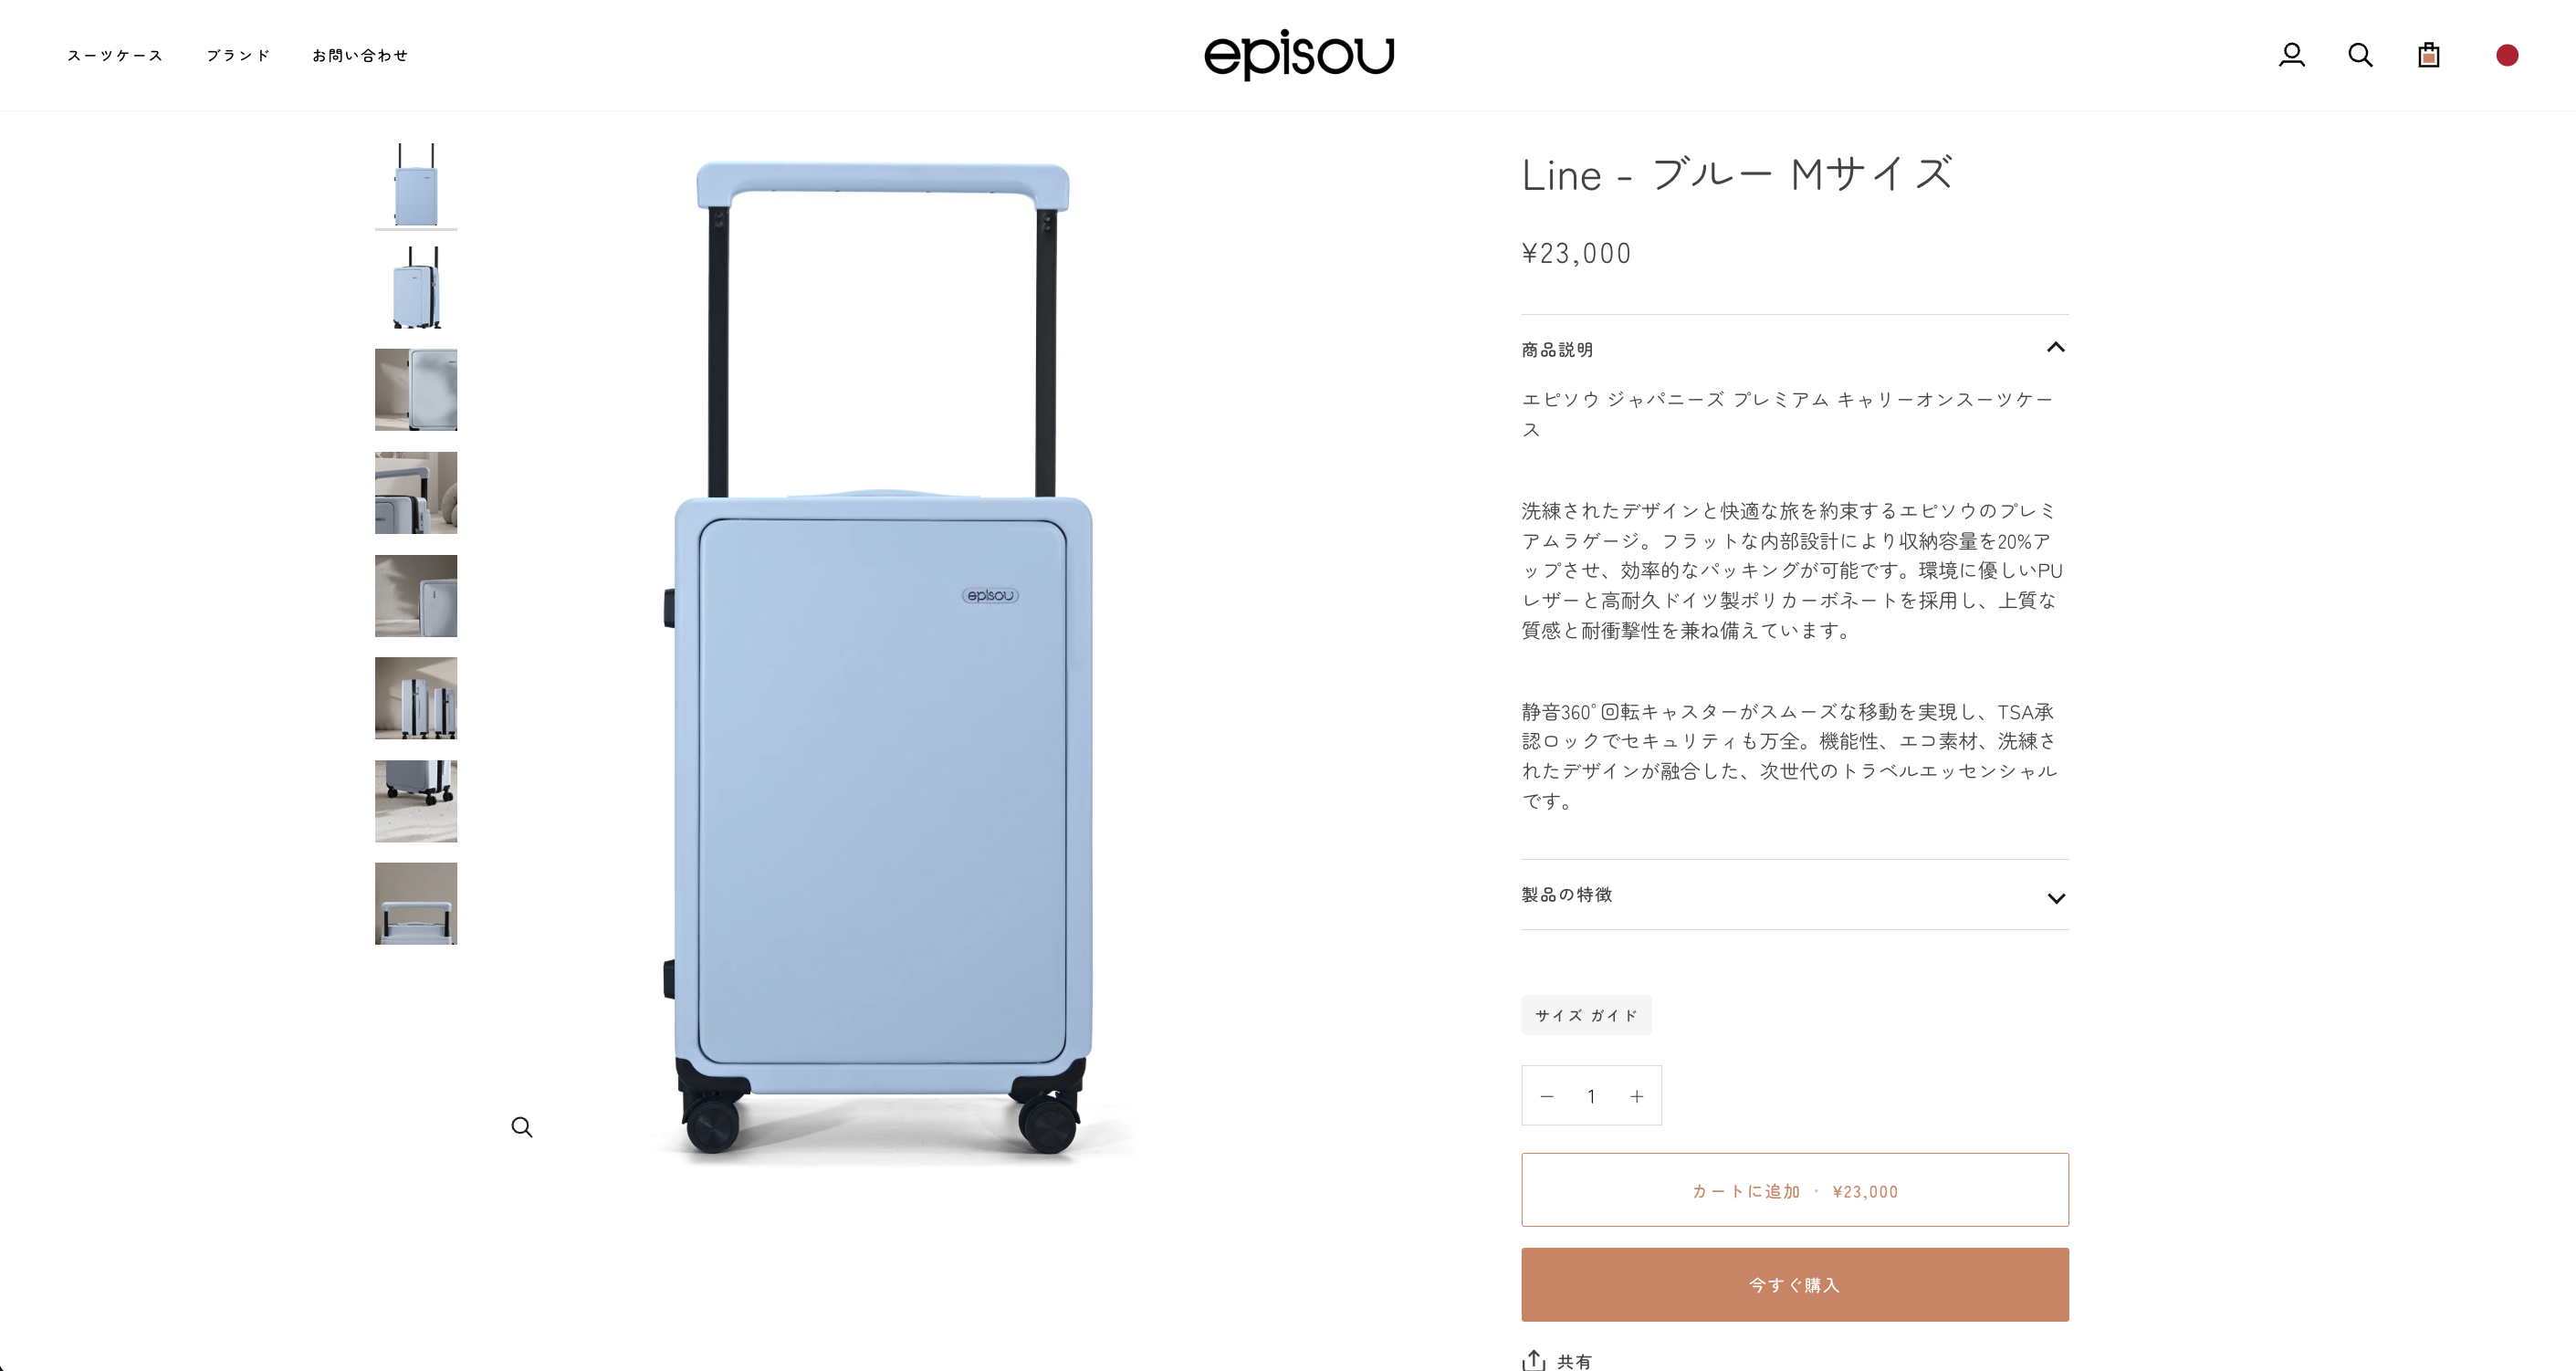 スーツケース
ブランド
お問い合わせ
episou
Line - ブルー Mサイズ
¥23,000
商品説明
エピソウ ジャパニーズ プレミアム キャリーオンスーツケー
ス
洗練されたデザインと快適な旅を約束するエピソウのプレミ
アムラゲージ。フラットな内部設計により収納容量を20%ア
ップさせ、効率的なパッキングが可能です。環境に優しいPU
レザーと高耐久ドイツ製ポリカーボネートを採用し、上質な
質感と耐衝撃性を兼ね備えています。
静音360°回転キャスターがスムーズな移動を実現し、TSA承
認ロックでセキュリティも万全。機能性、エコ素材、洗練さ
れたデザインが融合した、次世代のトラベルエッセンシャル
です。
製品の特徴
episou
サイズ ガイド
− 1 +
カートに追加 • ¥23,000
今すぐ購入
共有